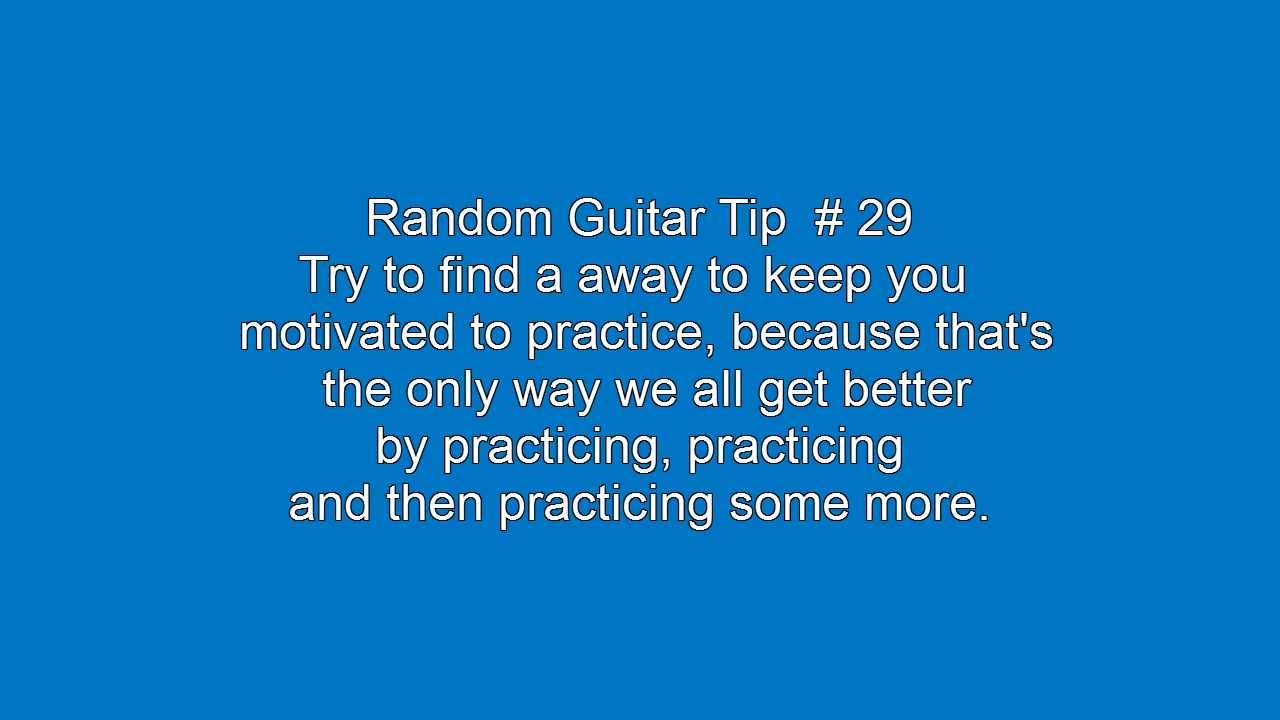 Random Guitar Tip  # 29
Try to find a away to keep you
motivated to practice, because that's
the only way we all get better
by practicing, practicing
and then practicing some more.